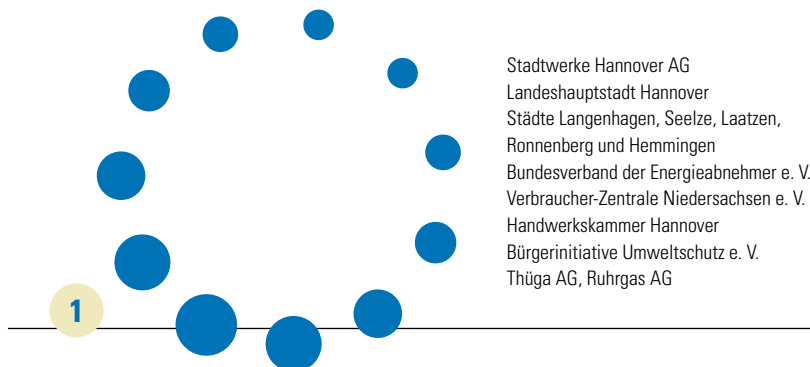 Stadtwerke Hannover AG
Landeshauptstadt Hannover
Städte Langenhagen, Seelze, Laatzen,
Ronnenberg und Hemmingen
Bundesverband der Energieabnehmer e. V.
Verbraucher-Zentrale Niedersachsen e. V.
Handwerkskammer Hannover
Bürgerinitiative Umweltschutz e. V.
Thüga AG, Ruhrgas AG
1